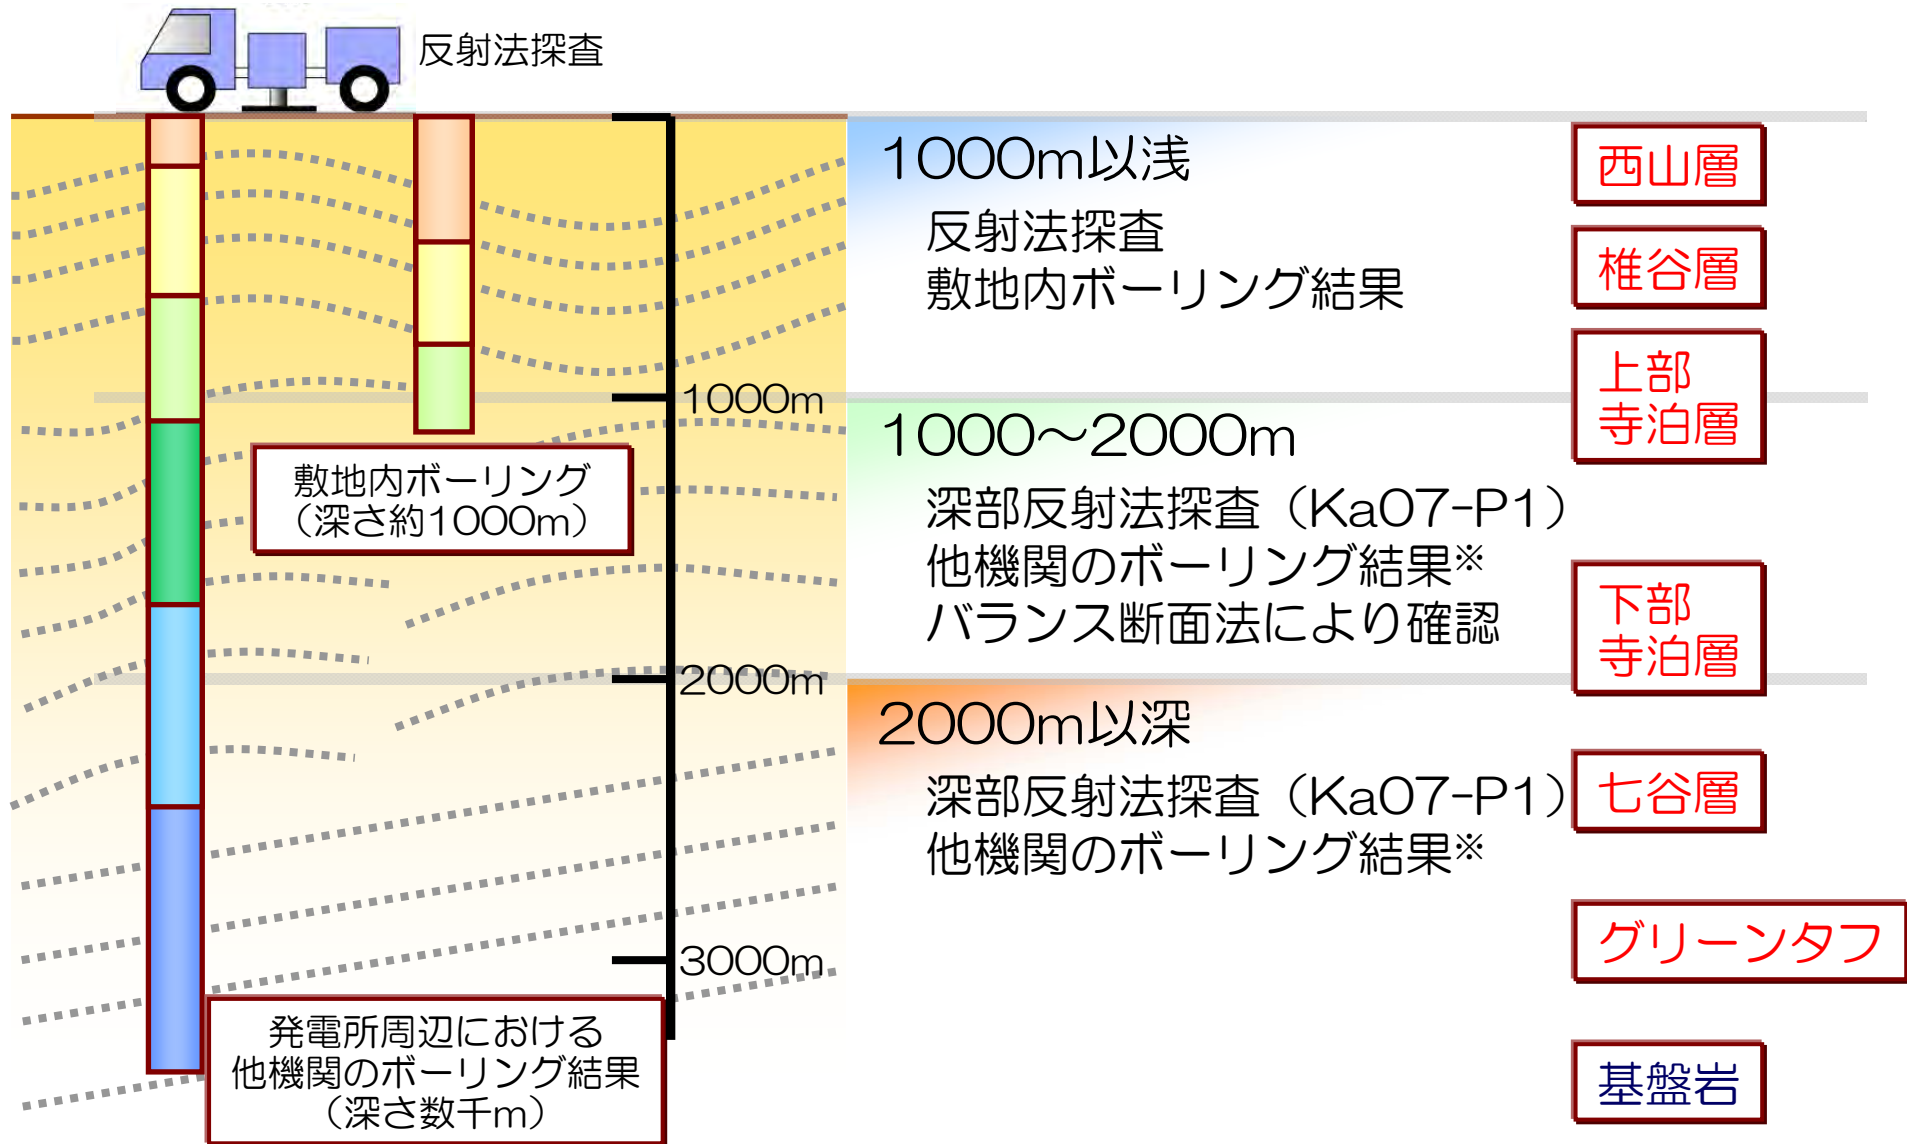 反射法探査
1000m以浅
反射法探査
敷地内ボーリング結果
西山層
椎谷層
上部
寺泊層
1000m
1000～2000m
深部反射法探査（Ka07-P1）
他機関のボーリング結果※
バランス断面法により確認
敷地内ボーリング
（深さ約1000m）
下部
寺泊層
2000m
2000m以深
深部反射法探査（Ka07-P1）
他機関のボーリング結果※
七谷層
グリーンタフ
3000m
発電所周辺における
他機関のボーリング結果
（深さ数千m）
基盤岩